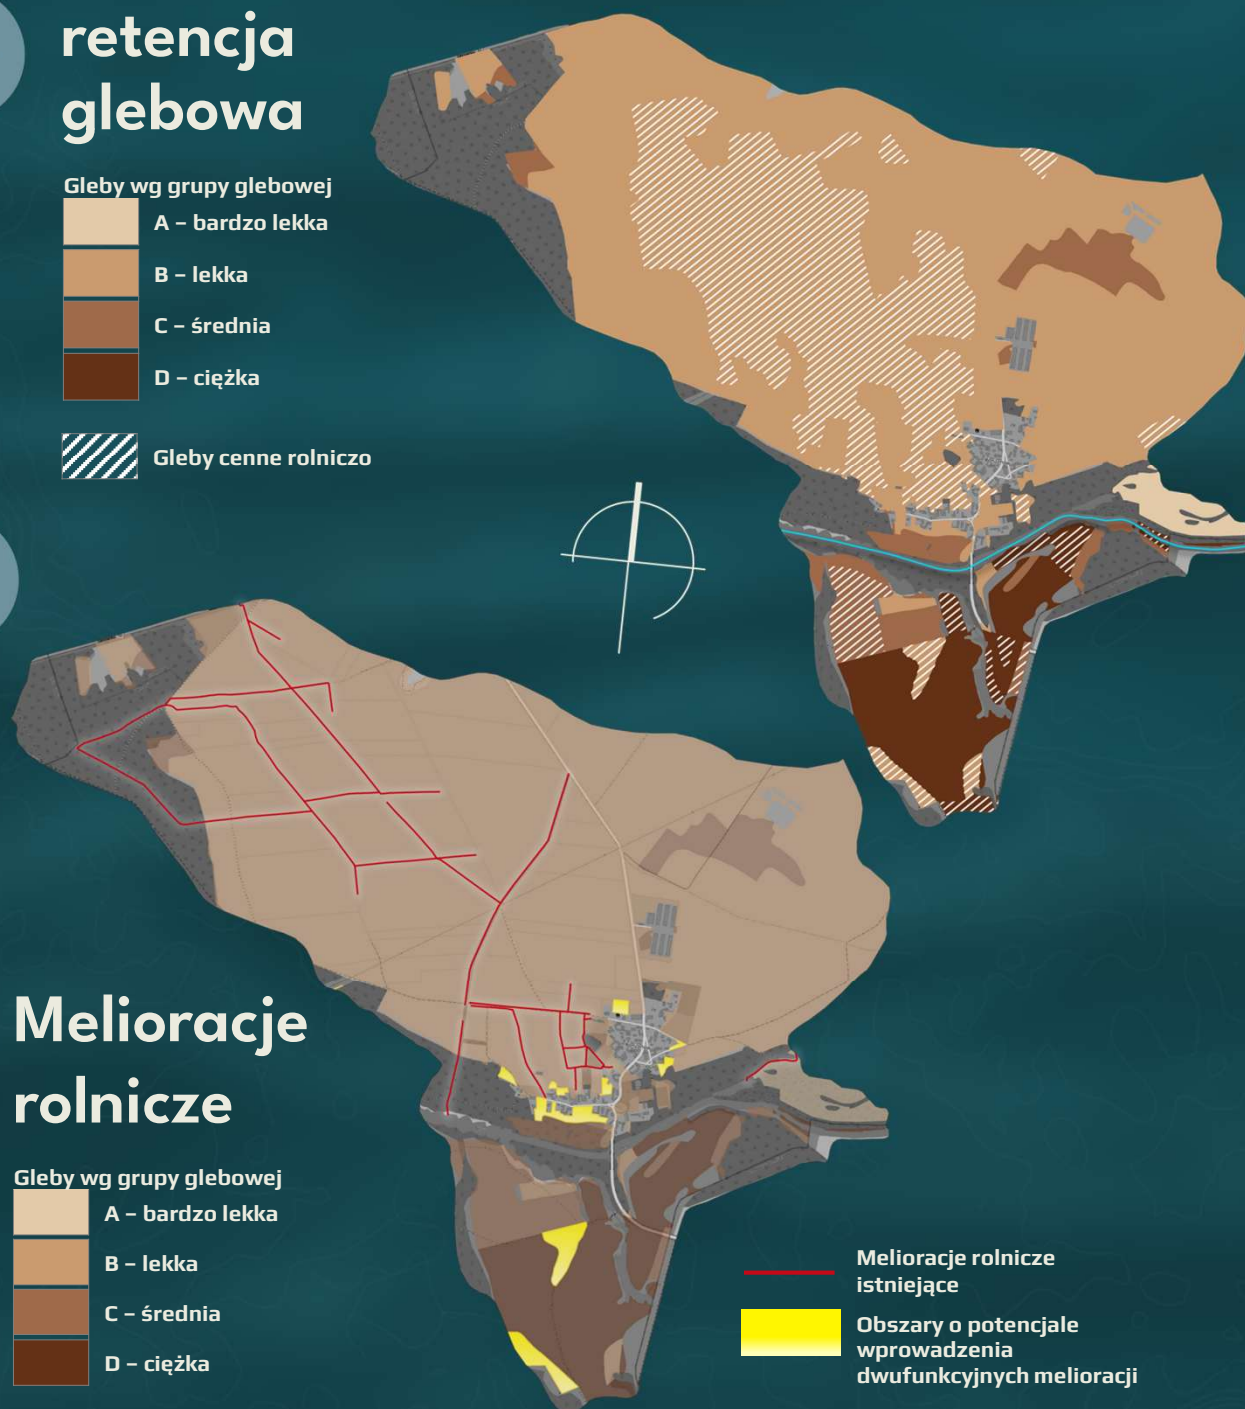 retencja
glebowa
Gleby wg grupy glebowej
A – bardzo lekka
B – lekka
C – średnia
D – ciężka
Gleby cenne rolniczo
Melioracje
rolnicze
Gleby wg grupy glebowej
A – bardzo lekka
B – lekka
C – średnia
D – ciężka
Melioracje rolnicze
istniejące
Obszary o potencjale
wprowadzenia
dwufunkcyjnych melioracji